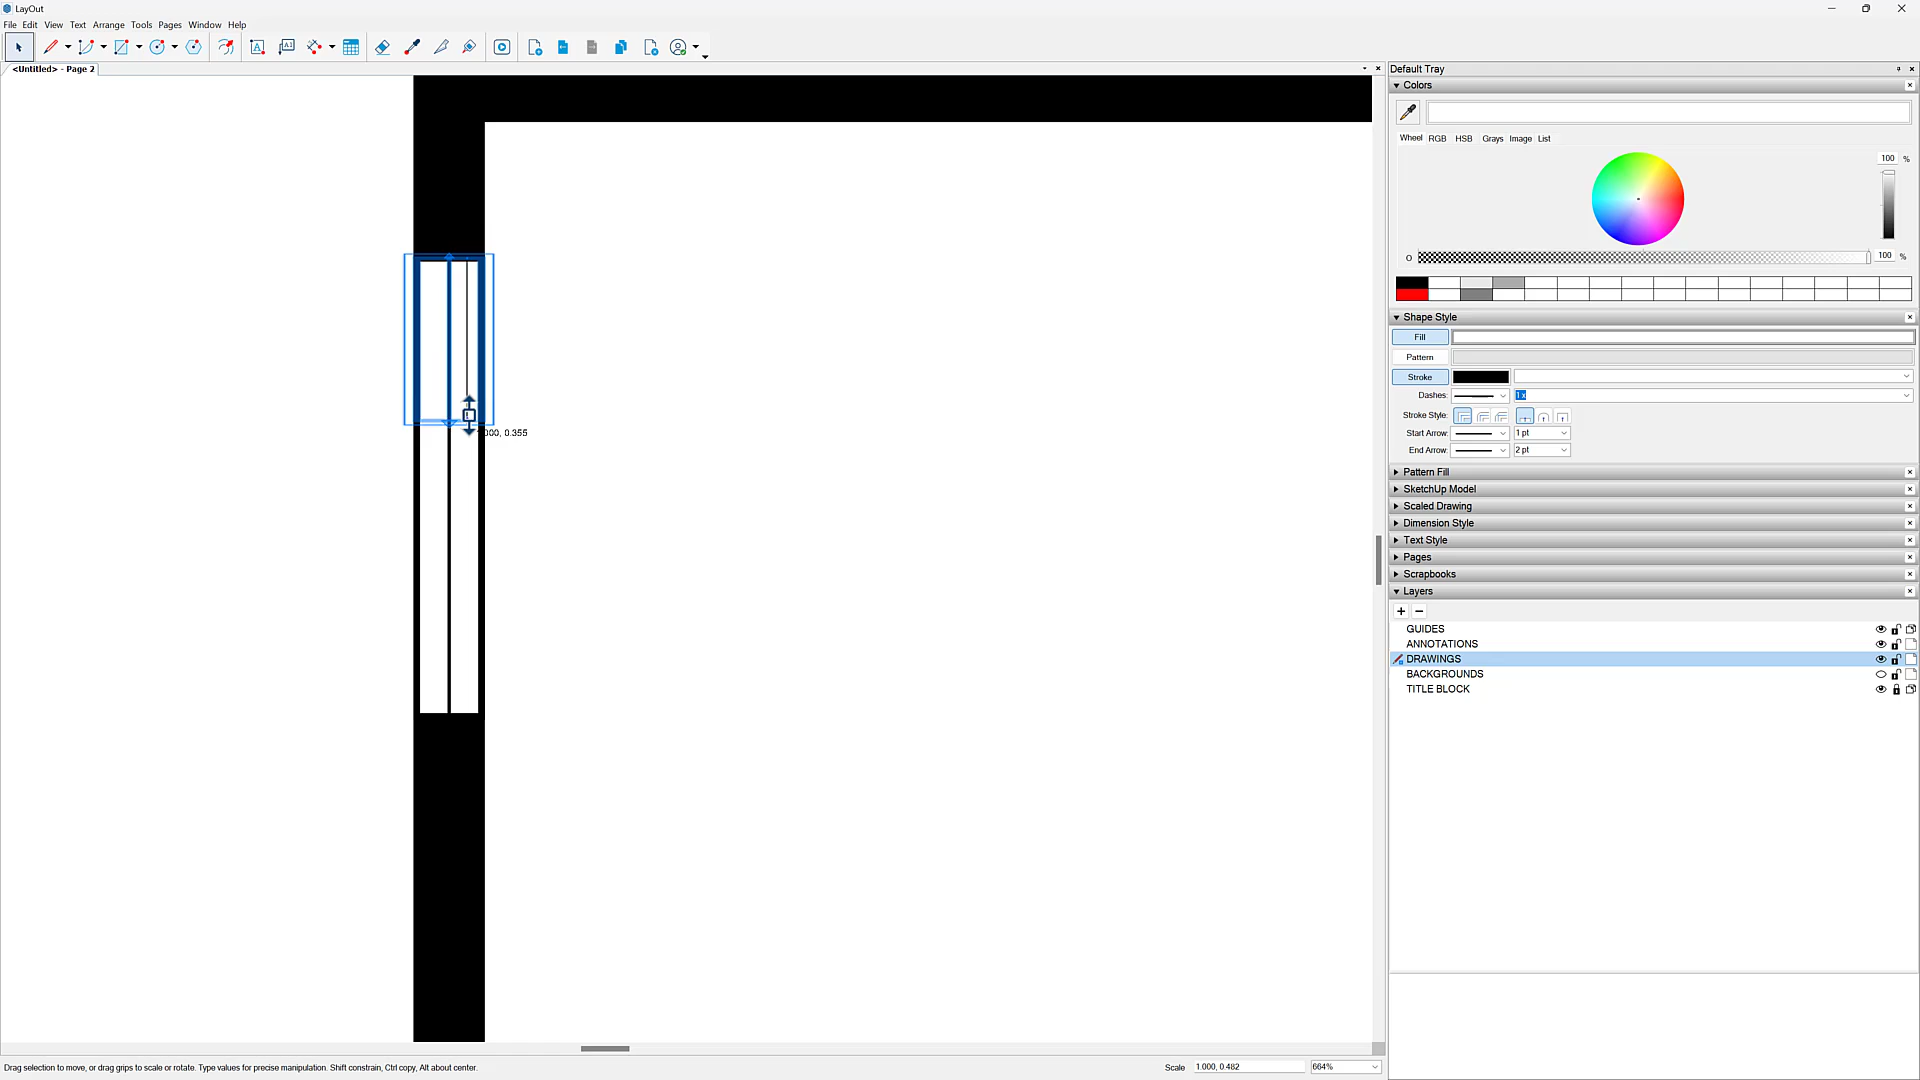 LayOut
File Edit View Text Arrange Tools Pages Window Help
<Untitled> - Page 2
Default Tray
Colors
Wheel RGB HSB Grays Image List
100 %
100 %
Shape Style
Fill
Pattern
Stroke
Dashes: 1 x
Stroke Style:
Start Arrow: 1 pt
End Arrow: 2 pt
Pattern Fill
SketchUp Model
Scaled Drawing
Dimension Style
Text Style
Pages
Scrapbooks
Layers
GUIDES
ANNOTATIONS
DRAWINGS
BACKGROUNDS
TITLE BLOCK
0.355
Drag selection to move, or drag grips to scale or rotate. Type values for precise manipulation. Shift constrain, Ctrl copy, Alt about center.
Scale 1.000, 0.482 664%